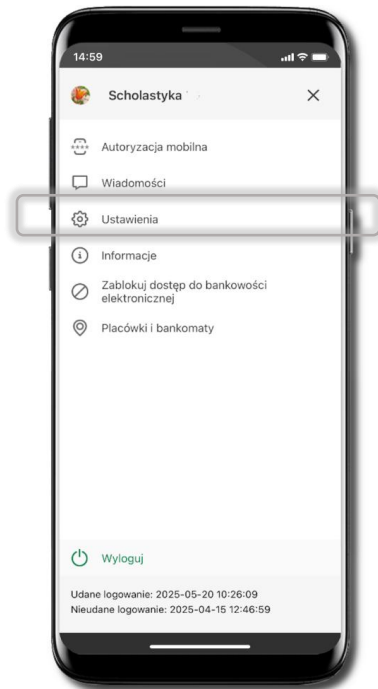 14:59
Scholastyka
Autoryzacja mobilna
Wiadomości
Ustawienia
Informacje
Zablokuj dostęp do bankowości
elektronicznej
Placówki i bankomaty
Wyloguj
Udane logowanie: 2025-05-20 10:26:09
Nieudane logowanie: 2025-04-15 12:46:59